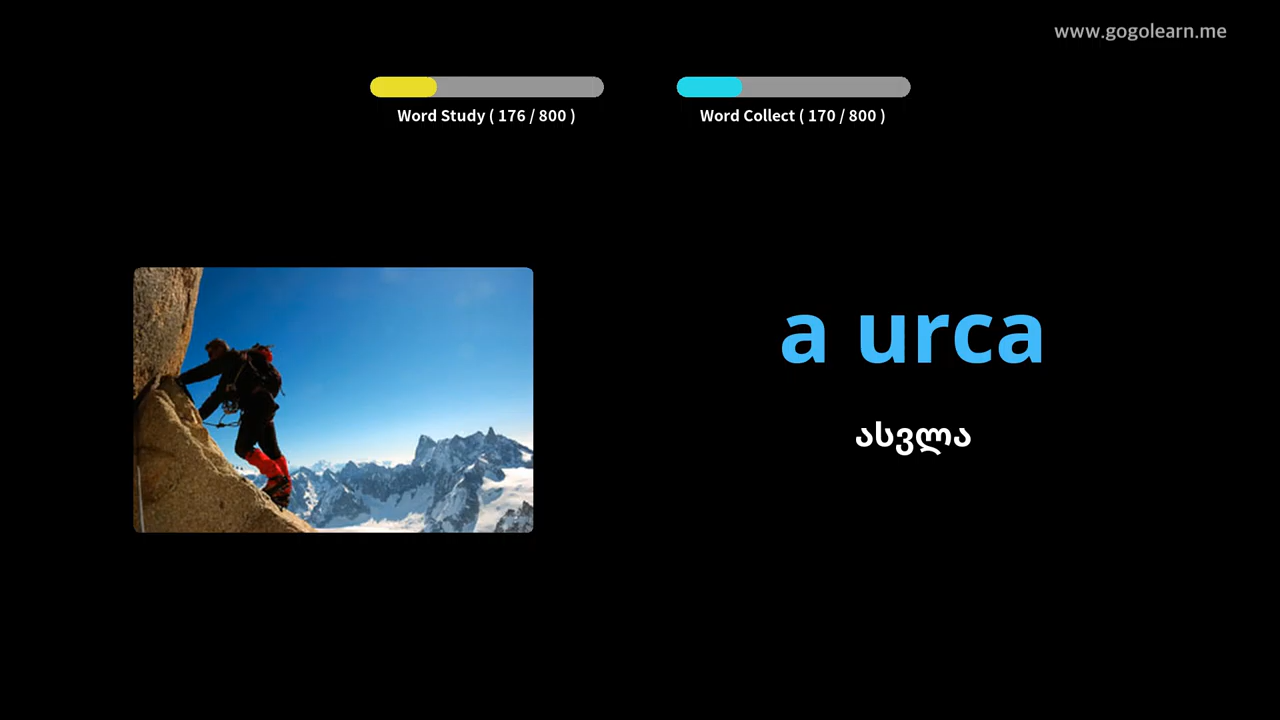 www.gogolearn.me
Word Study ( 176 / 800 )
Word Collect ( 170 / 800 )
a urca
ასვლა